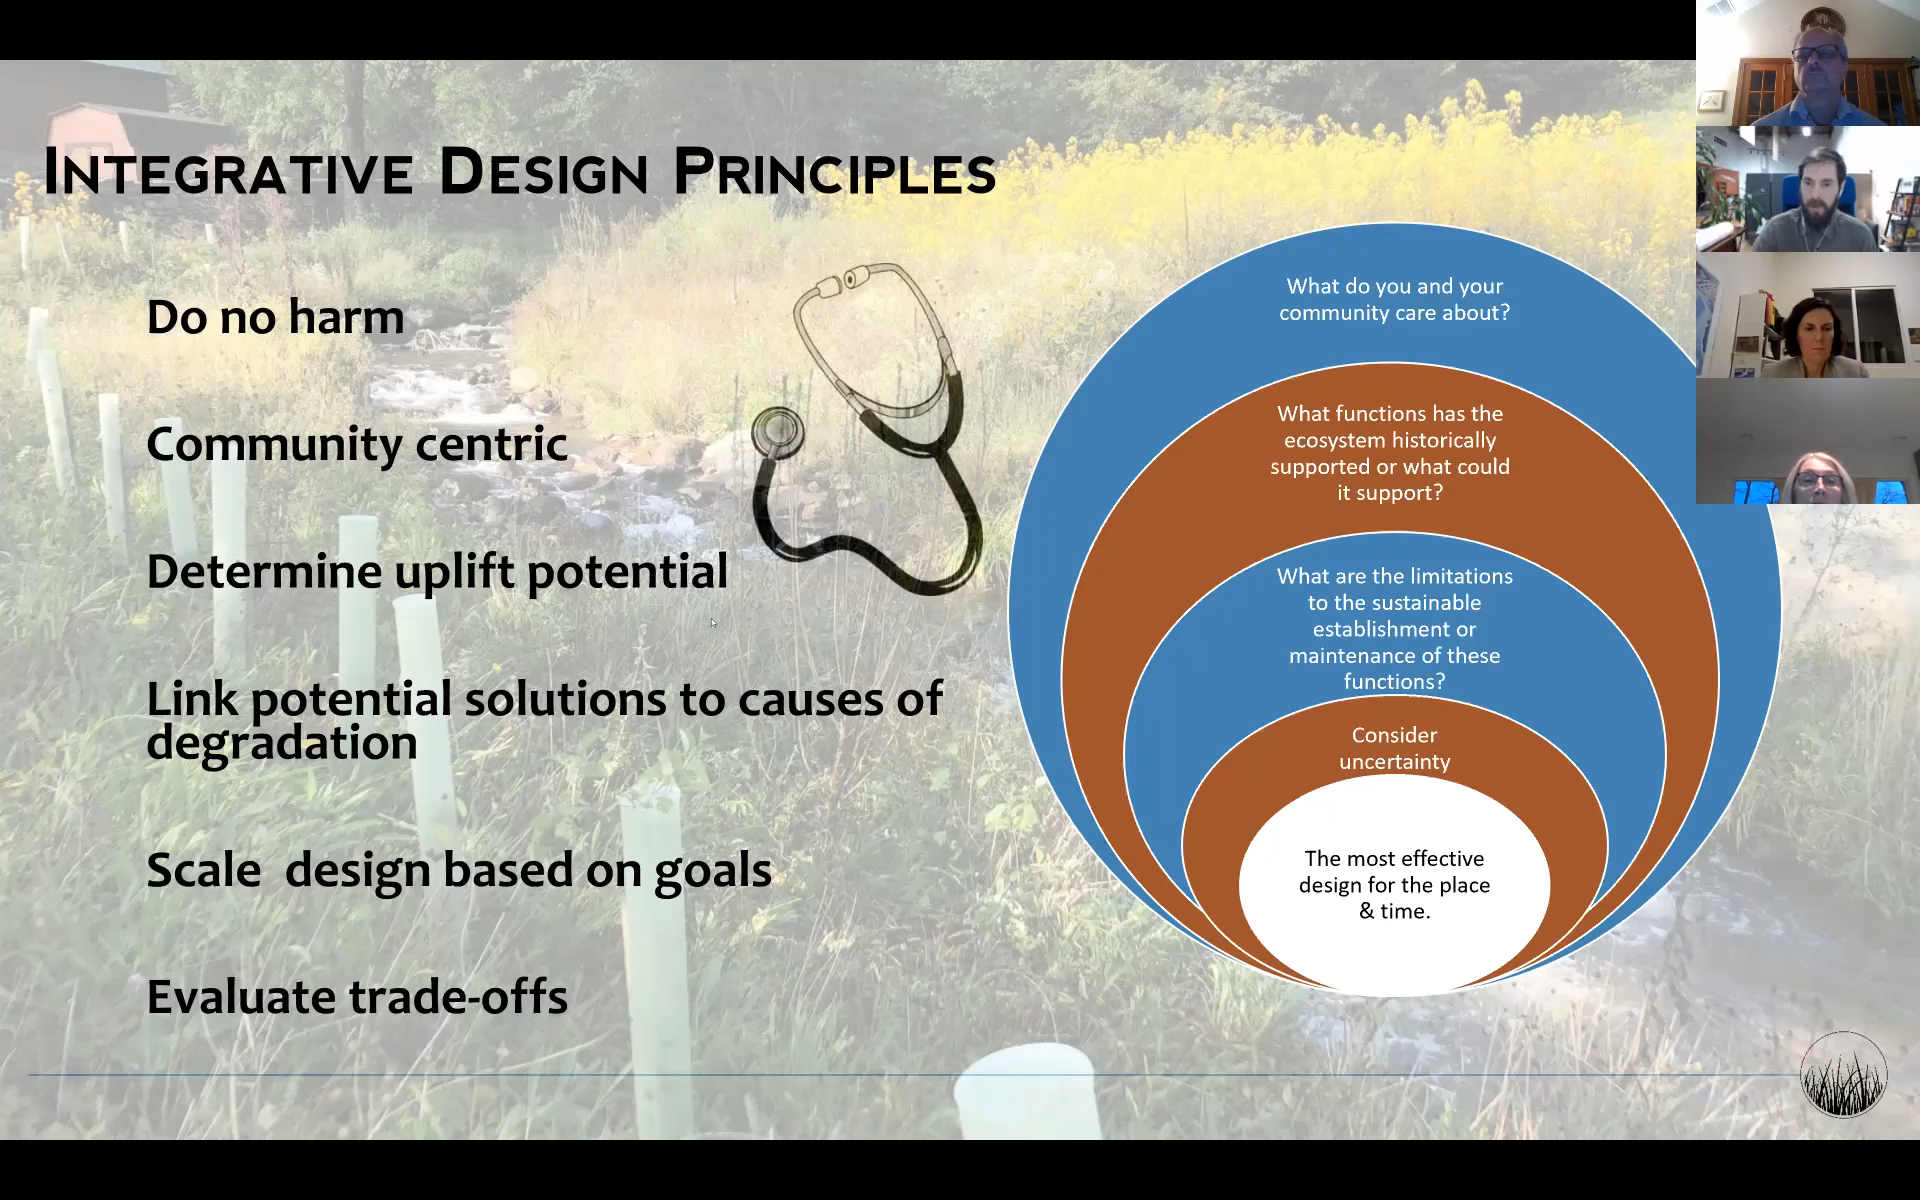 INTEGRATIVE DESIGN PRINCIPLES
Do no harm
Community centric
Determine uplift potential
Link potential solutions to causes of
degradation
Scale  design based on goals
Evaluate trade-offs
What do you and your
community care about?
What functions has the
ecosystem historically
supported or what could
it support?
What are the limitations
to the sustainable
establishment or
maintenance of these
functions?
Consider
uncertainty
The most effective
design for the place
& time.